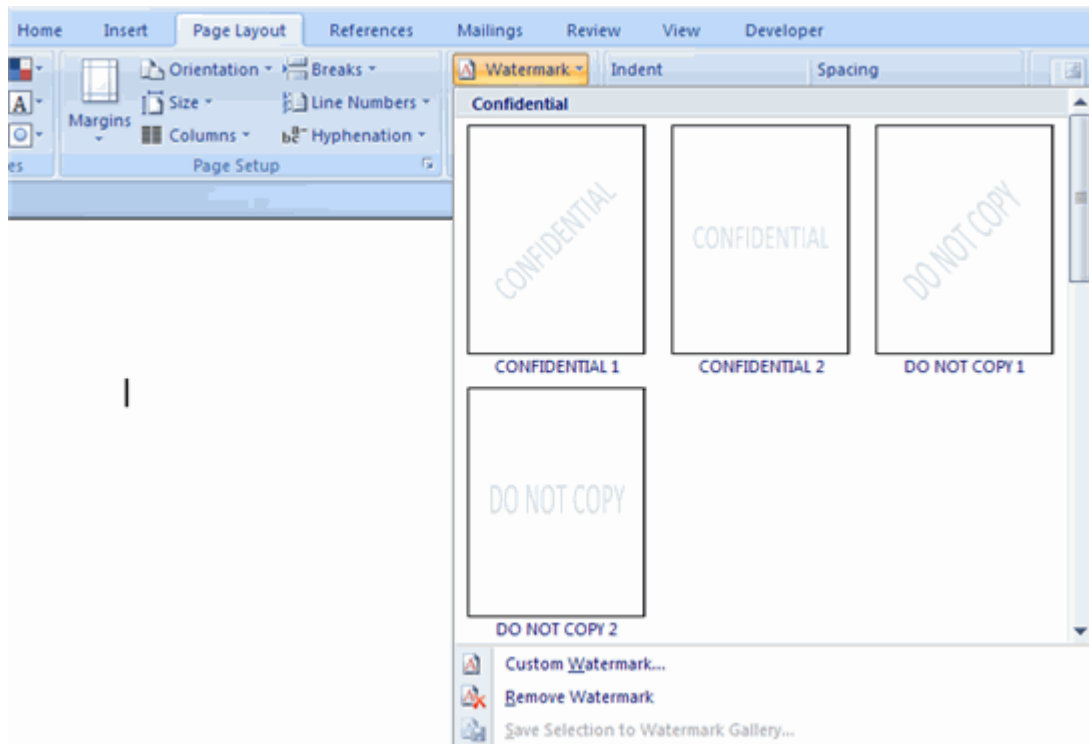 Home Insert Page Layout References Mailings Review View Developer
Orientation Breaks Watermark Indent Spacing
A
Size Line Numbers
Margins
Columns Hyphenation
es Page Setup
Confidential
CONFIDENTIAL CONFIDENTIAL DO NOT COPY
CONFIDENTIAL 1 CONFIDENTIAL 2 DO NOT COPY 1
DO NOT COPY
DO NOT COPY 2
Custom Watermark...
Remove Watermark
Save Selection to Watermark Gallery...